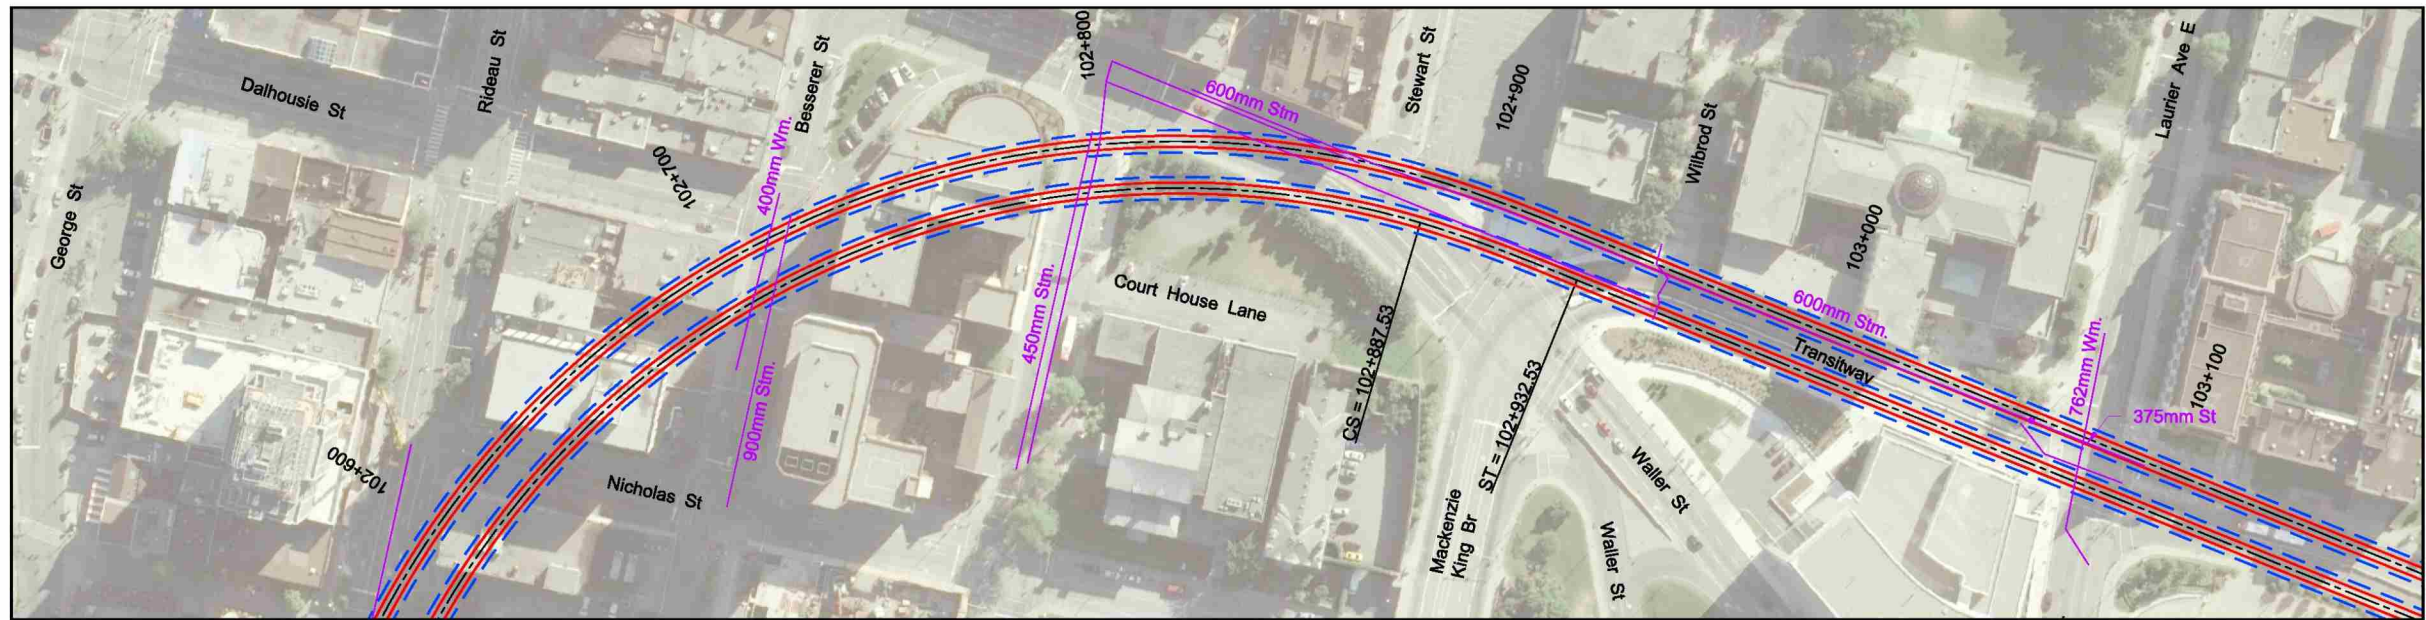 Dalhousie St
Rideau St
Besserer St
102+800
600mm Stm
Stewart St
102+900
Wilbrod St
Laurier Ave E
George St
102+700
400mm Wm.
103+000
Court House Lane
450mm Stm.
CS = 102+887.53
600mm Stm.
Transitway
762mm Wm.
375mm St
103+100
900mm Stm.
102+600
Nicholas St
ST = 102+932.53
Mackenzie
King Br
Waller St
Waller St